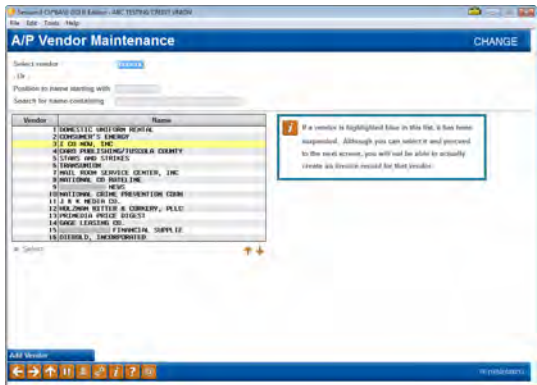 Session 0 CU*BASE GOLD Edition - ABC TESTING CREDIT UNION
File Edit Tools Help
A/P Vendor Maintenance
CHANGE
Select vendor
- Or -
Position to name starting with
Search for name containing
Vendor Name
1 DOMESTIC UNIFORM RENTAL
2 CONSUMER'S ENERGY
3 I CO NOW, INC
4 CARO PUBLISHING/TUSCOLA COUNTY
5 STARS AND STRIKES
6 TRANSUNION
7 MAIL ROOM SERVICE CENTER, INC
8 NATIONAL CO RATELINE
9 NEWS
10 NATIONAL CRIME PREVENTION COUN
11 J & K MEDIA CO.
12 HOLZMAN RITTER & CORKERY, PLLC
13 PRIMEDIA PRICE DIGEST
14 GAGE LEASING CO.
15 FINANCIAL SUPPLIE
16 DIEBOLD, INCORPORATED
Select
If a vendor is highlighted blue in this list, it has been
suspended. Although you can select it and proceed
to the next screen, you will not be able to actually
create an invoice record for that vendor.
Add Vendor